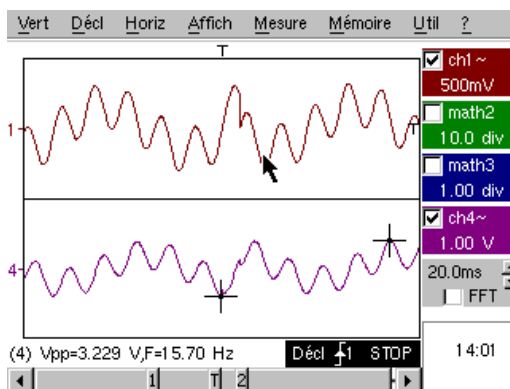 Vert Décl Horiz Affich Mesure Mémoire Util ?
T
ch1~
500mV
math2
10.0 div
math3
1.00 div
ch4~
1.00 V
20.0ms
FFT
1
T
4
(4) Vpp=3.229 V,F=15.70 Hz
Décl 1 STOP
14:01
1 T 2